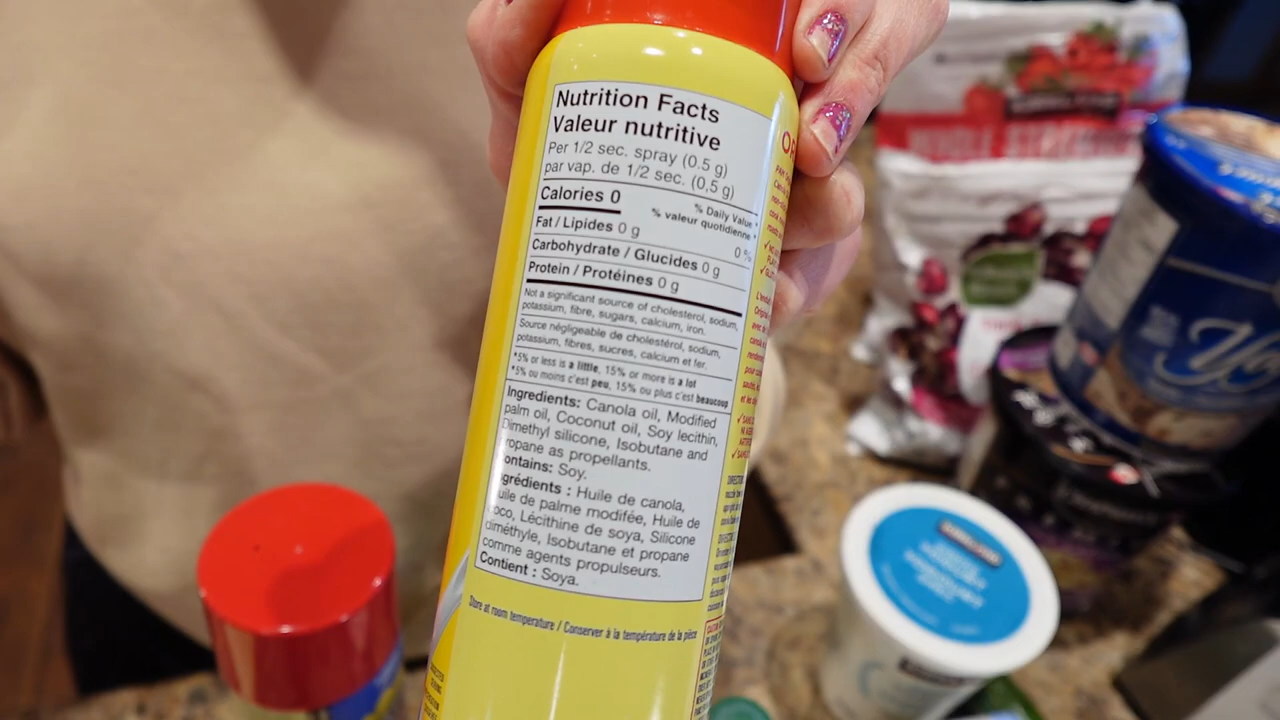 Nutrition Facts
Valeur nutritive
Per 1/2 sec. spray (0.5 g)
par vap. de 1/2 sec. (0,5 g)
Calories 0
% Daily Value*
% valeur quotidienne*
Fat / Lipides 0 g 0 %
Carbohydrate / Glucides 0 g
Protein / Protéines 0 g
Not a significant source of cholesterol, sodium,
potassium, fibre, sugars, calcium, iron.
Source négligeable de cholestérol, sodium,
potassium, fibres, sucres, calcium et fer.
*5% or less is a little, 15% or more is a lot
*5% ou moins c'est peu, 15% ou plus c'est beaucoup
Ingredients: Canola oil, Modified
palm oil, Coconut oil, Soy lecithin,
Dimethyl silicone, Isobutane and
ropane as propellants.
ontains: Soy.
grédients : Huile de canola,
uile de palme modifée, Huile de
oco, Lécithine de soya, Silicone
diméthyle, Isobutane et propane
comme agents propulseurs.
Contient : Soya.
Store at room temperature / Conserver à la température de la pièce
KIRKLAND